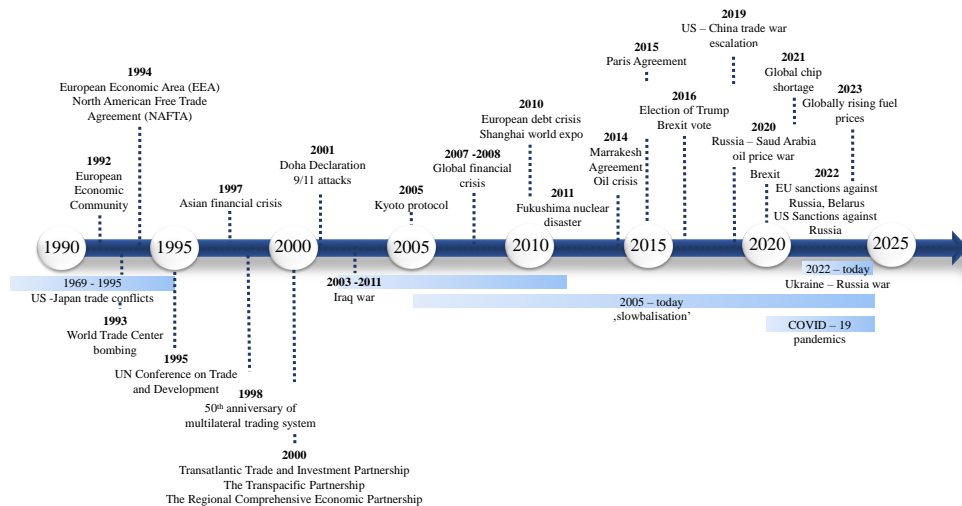 2019
US – China trade war
escalation
2015
Paris Agreement
2021
Global chip
shortage
1994
European Economic Area (EEA)
North American Free Trade
Agreement (NAFTA)
2016
Election of Trump
Brexit vote
2023
Globally rising fuel
prices
2010
European debt crisis
Shanghai world expo
2020
Russia – Saudi Arabia
oil price war
Brexit
2014
Marrakesh
Agreement
Oil crisis
2001
Doha Declaration
9/11 attacks
2007 -2008
Global financial
crisis
1992
European
Economic
Community
2022
EU sanctions against
Russia, Belarus
US Sanctions against
Russia
1997
Asian financial crisis
2005
Kyoto protocol
2011
Fukushima nuclear
disaster
1990
1995
2000
2005
2010
2015
2020
2025
1969 - 1995
US -Japan trade conflicts
2003 -2011
Iraq war
2022 – today
Ukraine – Russia war
2005 – today
‚slowbalisation’
COVID – 19
pandemics
1993
World Trade Center
bombing
1995
UN Conference on Trade
and Development
1998
50th anniversary of
multilateral trading system
2000
Transatlantic Trade and Investment Partnership
The Transpacific Partnership
The Regional Comprehensive Economic Partnership